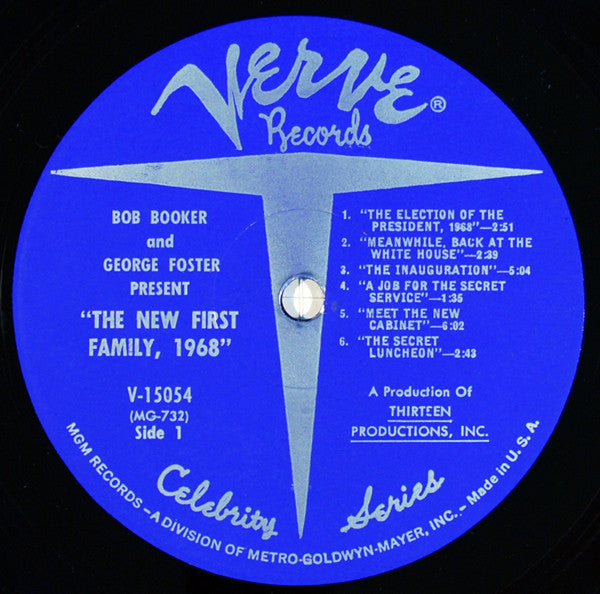 Verve®
Records
BOB BOOKER
and
GEORGE FOSTER
PRESENT
"THE NEW FIRST
FAMILY, 1968"
V-15054
(MG-732)
Side 1
1. "THE ELECTION OF THE
PRESIDENT, 1968"—2:51
2. "MEANWHILE, BACK AT THE
WHITE HOUSE"—2:39
3. "THE INAUGURATION"—5:04
4. "A JOB FOR THE SECRET
SERVICE"—1:35
5. "MEET THE NEW
CABINET"—6:02
6. "THE SECRET
LUNCHEON"—2:43
A Production Of
THIRTEEN
PRODUCTIONS, INC.
Celebrity Series
MGM RECORDS – A DIVISION OF METRO-GOLDWYN-MAYER, INC. – Made in U.S.A.